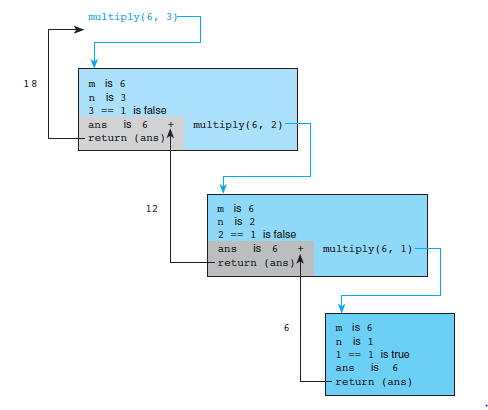 multiply(6, 3)
18
m is 6
n is 3
3 == 1 is false
ans is 6 + multiply(6, 2)
return (ans)
12
m is 6
n is 2
2 == 1 is false
ans is 6 + multiply(6, 1)
return (ans)
6
m is 6
n is 1
1 == 1 is true
ans is 6
return (ans)
.